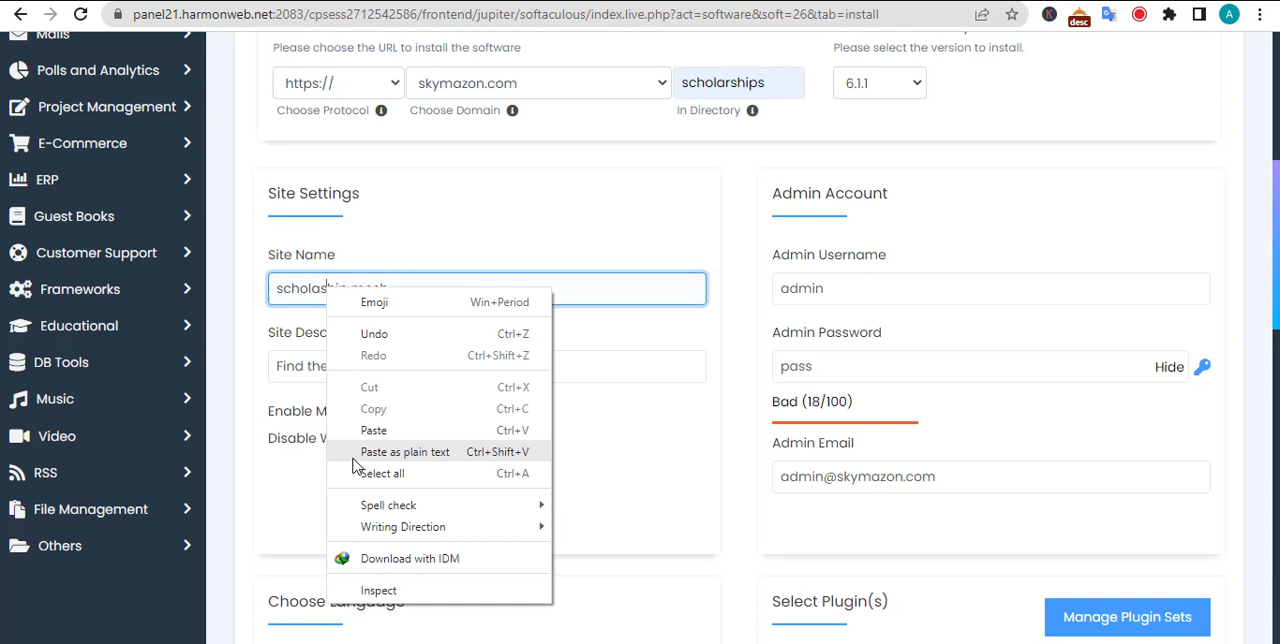 panel21.harmonweb.net:2083/cpsess2712542586/frontend/jupiter/softaculous/index.live.php?act=software&soft=26&tab=install
K
desc
A
Mails
Polls and Analytics
Project Management
E-Commerce
ERP
Guest Books
Customer Support
Frameworks
Educational
DB Tools
Music
Video
RSS
File Management
Others
Please choose the URL to install the software
https://
skymazon.com
scholarships
Choose Protocol
Choose Domain
In Directory
Please select the version to install.
6.1.1
Site Settings
Site Name
Site Desc
Find the
Enable M
Disable W
Emoji Win+Period
Undo Ctrl+Z
Redo Ctrl+Shift+Z
Cut Ctrl+X
Copy Ctrl+C
Paste Ctrl+V
Paste as plain text Ctrl+Shift+V
Select all Ctrl+A
Spell check
Writing Direction
Download with IDM
Inspect
Admin Account
Admin Username
admin
Admin Password
pass
Hide
Bad (18/100)
Admin Email
admin@skymazon.com
Choose Language
Select Plugin(s)
Manage Plugin Sets